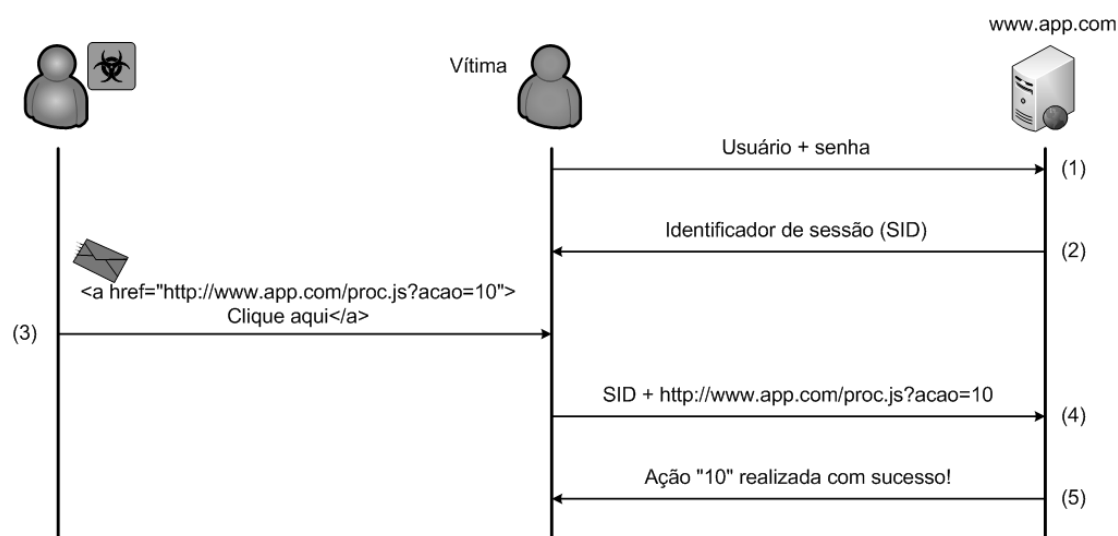 www.app.com
Vítima
Usuário + senha
(1)
Identificador de sessão (SID)
(2)
<a href="http://www.app.com/proc.js?acao=10">
Clique aqui</a>
(3)
SID + http://www.app.com/proc.js?acao=10
(4)
Ação "10" realizada com sucesso!
(5)